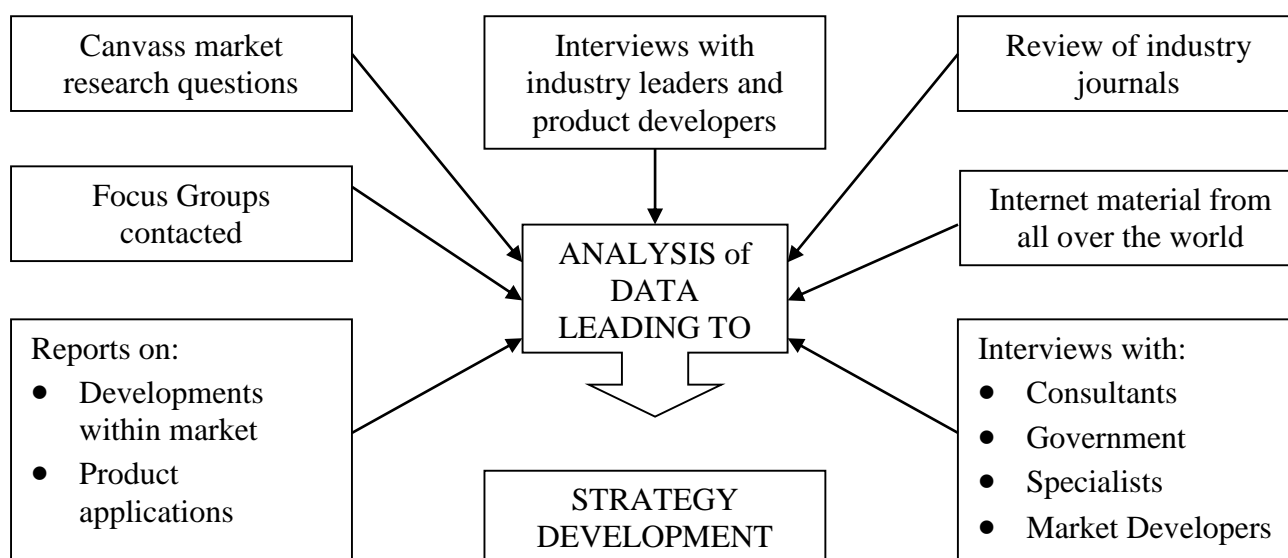 Canvass market
research questions
Interviews with
industry leaders and
product developers
Review of industry
journals
Focus Groups
contacted
Internet material from
all over the world
ANALYSIS of
DATA
LEADING TO
Reports on:
● Developments
within market
● Product
applications
Interviews with:
● Consultants
● Government
● Specialists
● Market Developers
STRATEGY
DEVELOPMENT